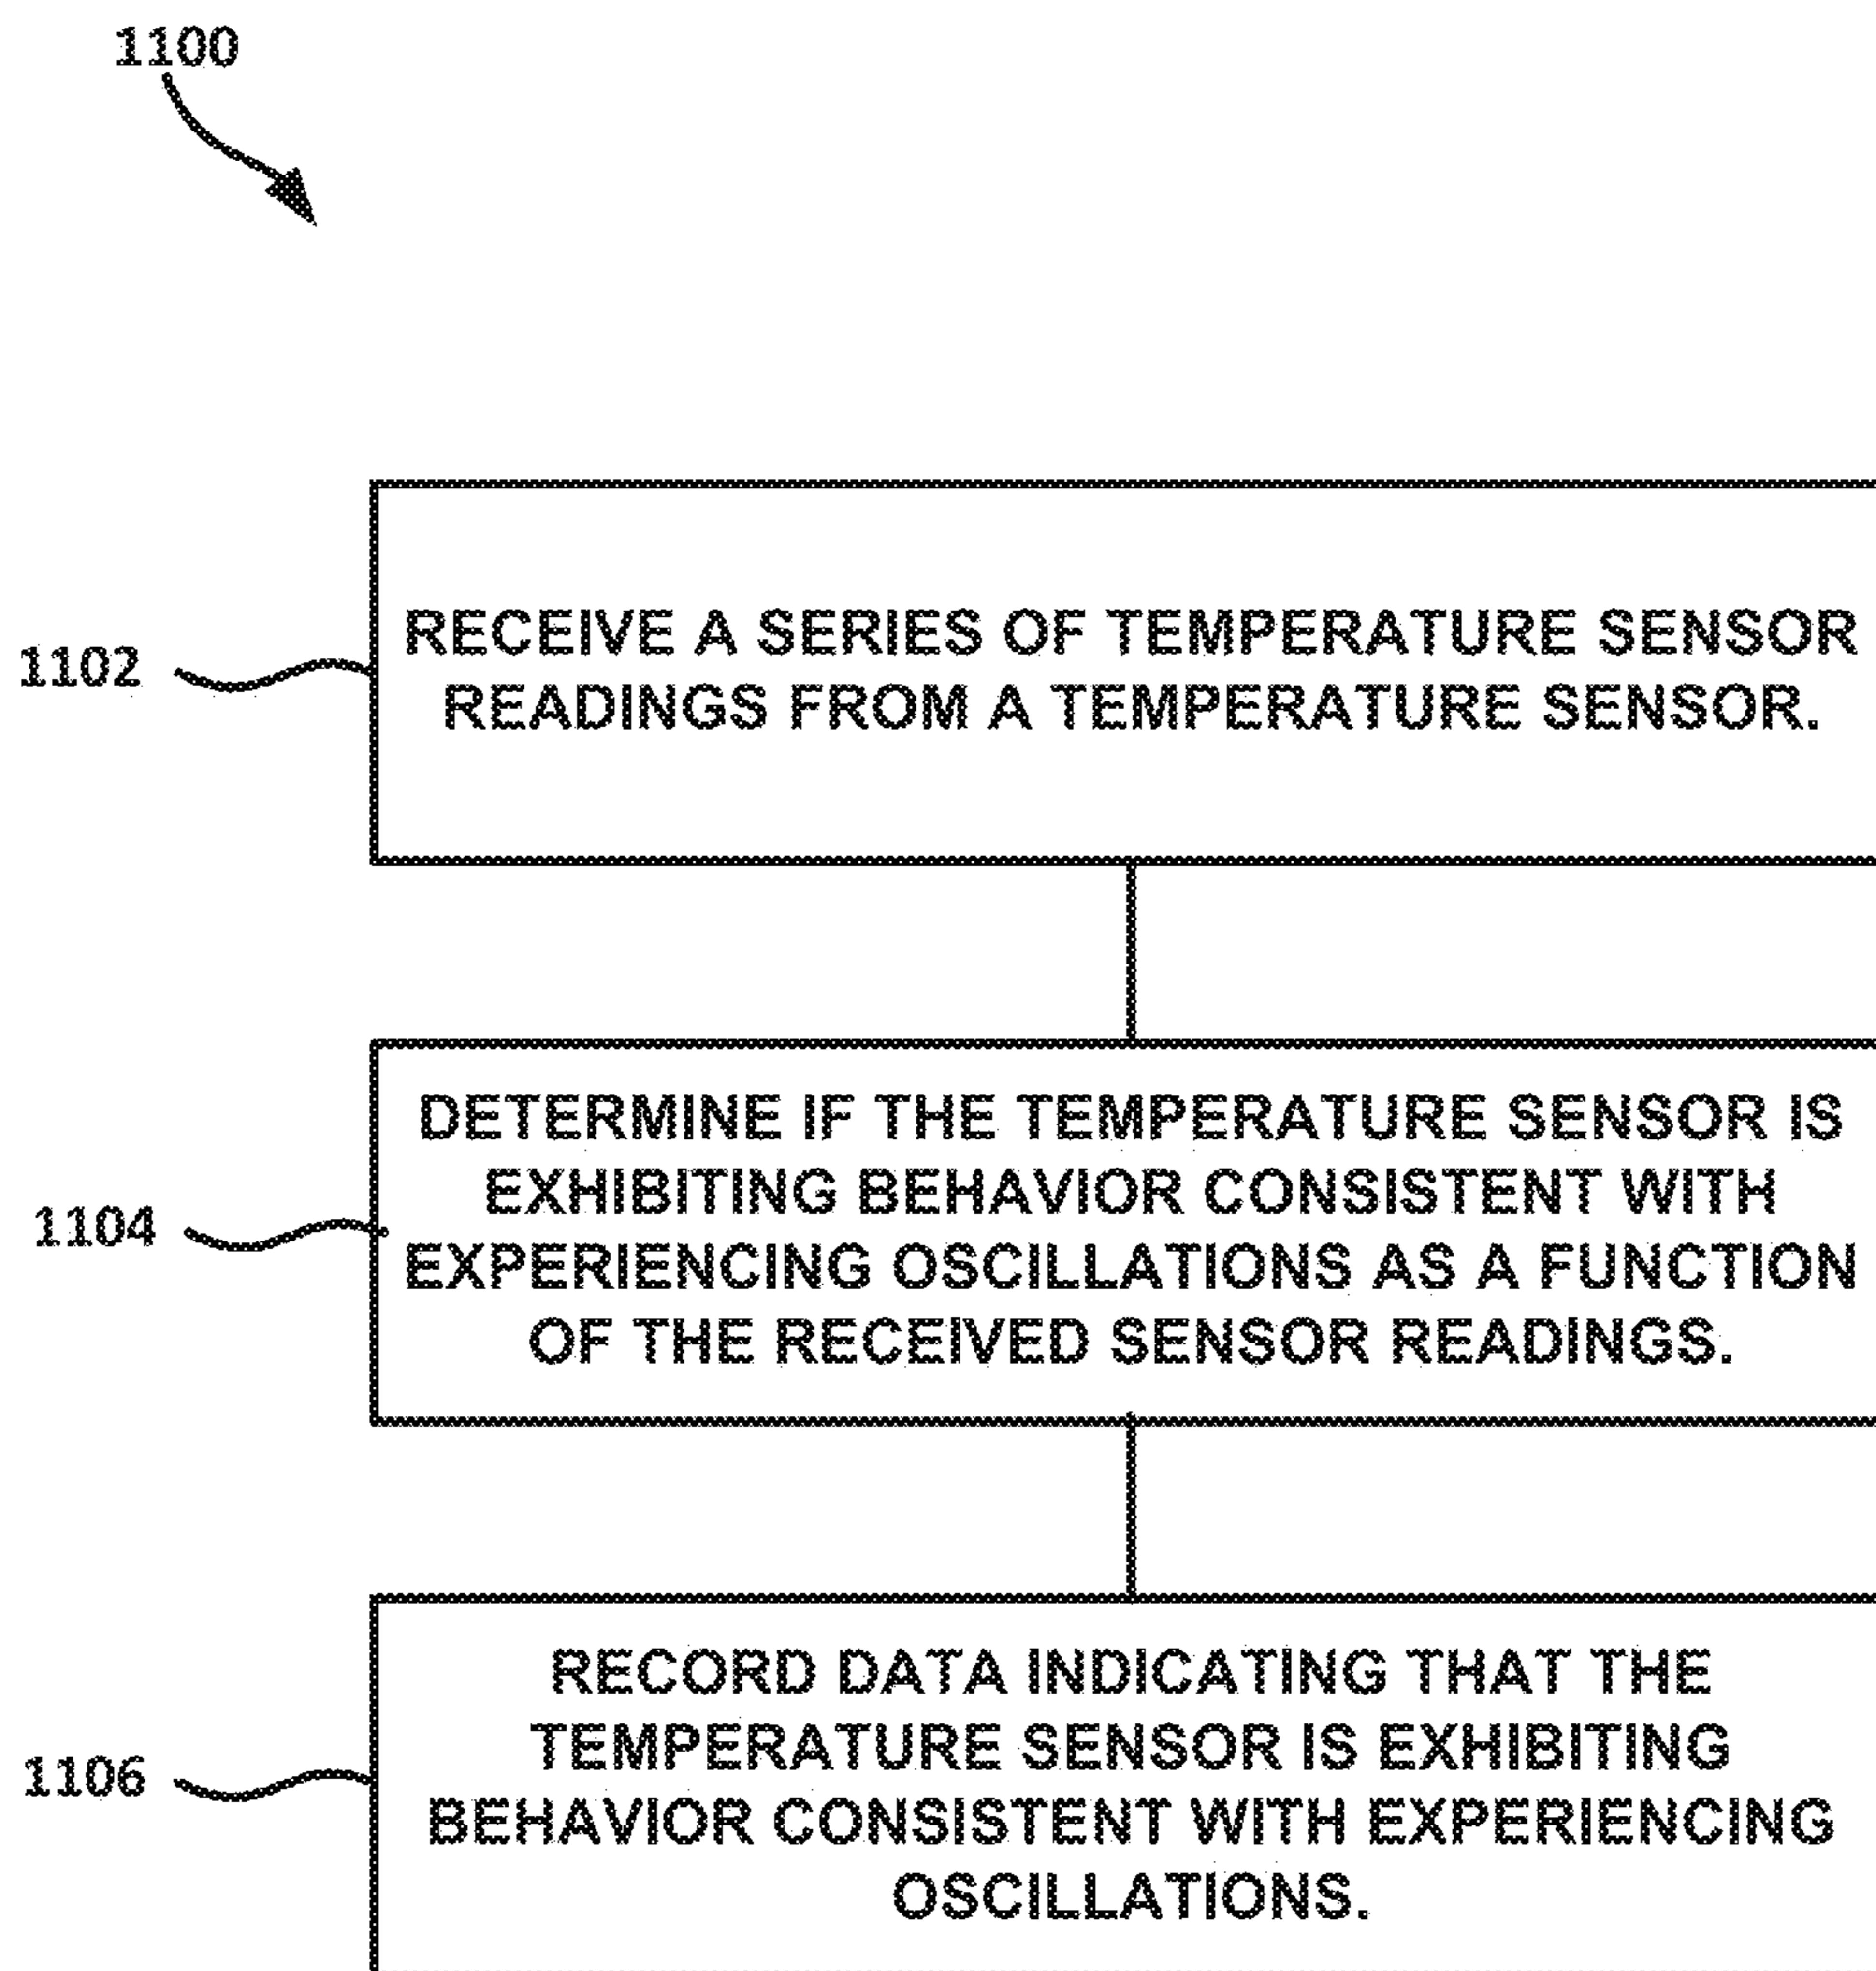 1100
1102
RECEIVE A SERIES OF TEMPERATURE SENSOR
READINGS FROM A TEMPERATURE SENSOR.
1104
DETERMINE IF THE TEMPERATURE SENSOR IS
EXHIBITING BEHAVIOR CONSISTENT WITH
EXPERIENCING OSCILLATIONS AS A FUNCTION
OF THE RECEIVED SENSOR READINGS.
1106
RECORD DATA INDICATING THAT THE
TEMPERATURE SENSOR IS EXHIBITING
BEHAVIOR CONSISTENT WITH EXPERIENCING
OSCILLATIONS.